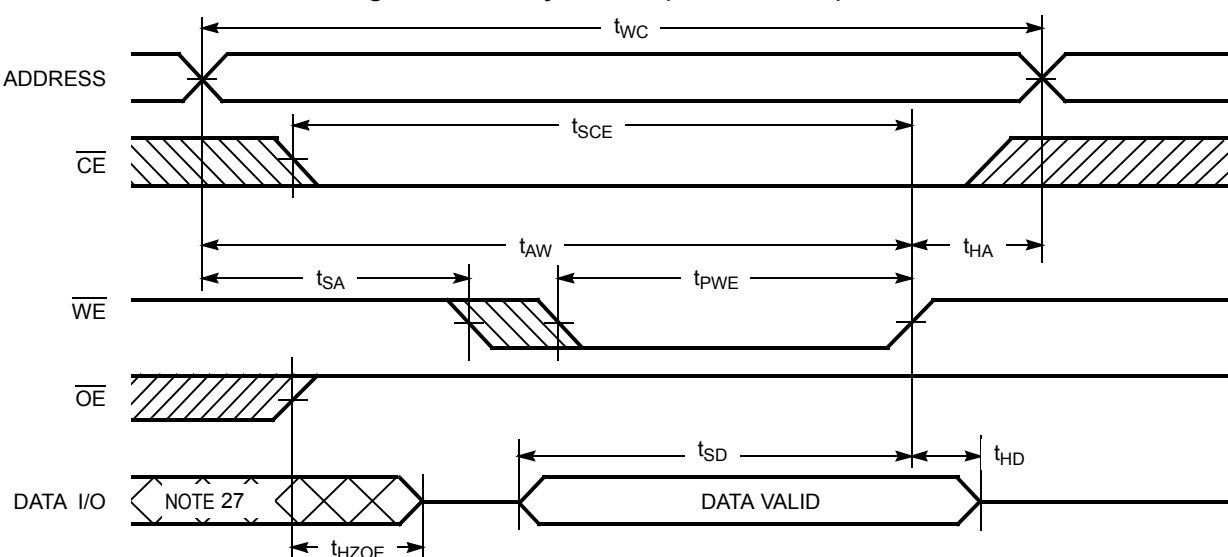 tWC
ADDRESS
tSCE
CE
tAW
tHA
tSA
tPWE
WE
OE
tSD
tHD
DATA I/O
NOTE 27
DATA VALID
tHZOE